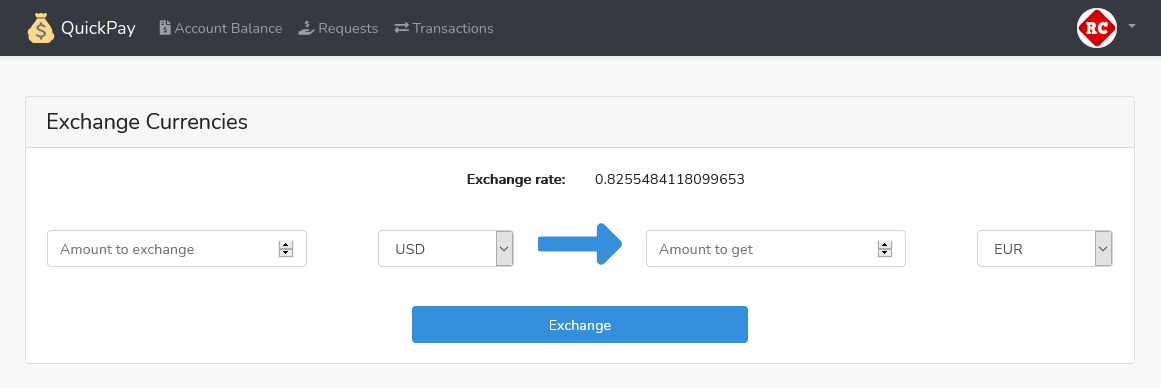 QuickPay Account Balance Requests Transactions RC
Exchange Currencies
Exchange rate: 0.8255484118099653
Amount to exchange USD Amount to get EUR
Exchange